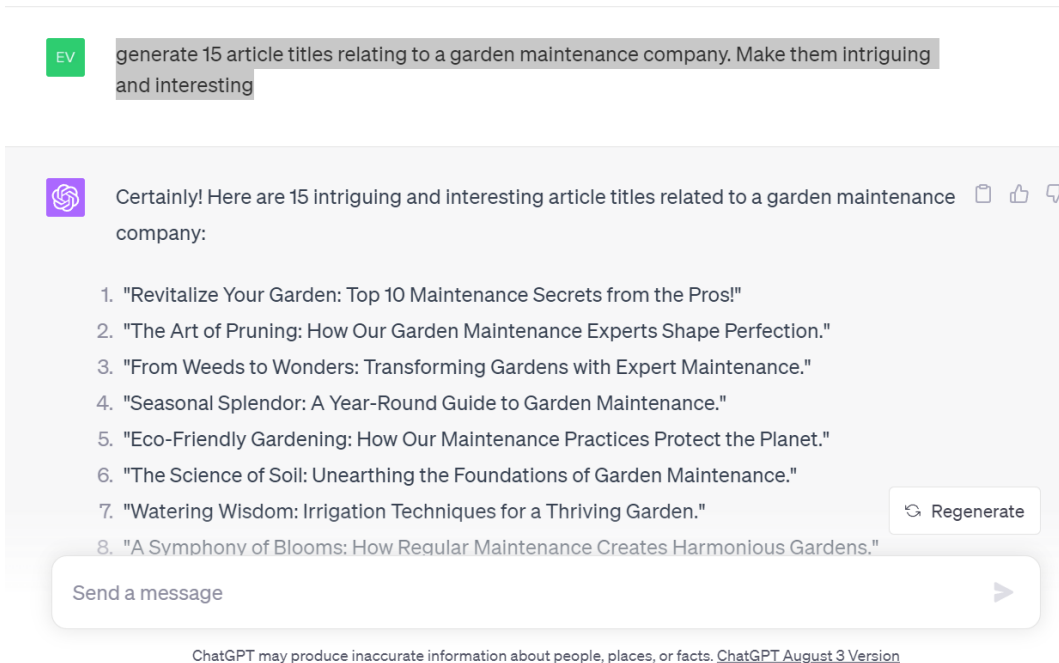 EV
generate 15 article titles relating to a garden maintenance company. Make them intriguing
and interesting
Certainly! Here are 15 intriguing and interesting article titles related to a garden maintenance
company:
1. "Revitalize Your Garden: Top 10 Maintenance Secrets from the Pros!"
2. "The Art of Pruning: How Our Garden Maintenance Experts Shape Perfection."
3. "From Weeds to Wonders: Transforming Gardens with Expert Maintenance."
4. "Seasonal Splendor: A Year-Round Guide to Garden Maintenance."
5. "Eco-Friendly Gardening: How Our Maintenance Practices Protect the Planet."
6. "The Science of Soil: Unearthing the Foundations of Garden Maintenance."
7. "Watering Wisdom: Irrigation Techniques for a Thriving Garden."
Regenerate
8. "A Symphony of Blooms: How Regular Maintenance Creates Harmonious Gardens."
Send a message
ChatGPT may produce inaccurate information about people, places, or facts. ChatGPT August 3 Version